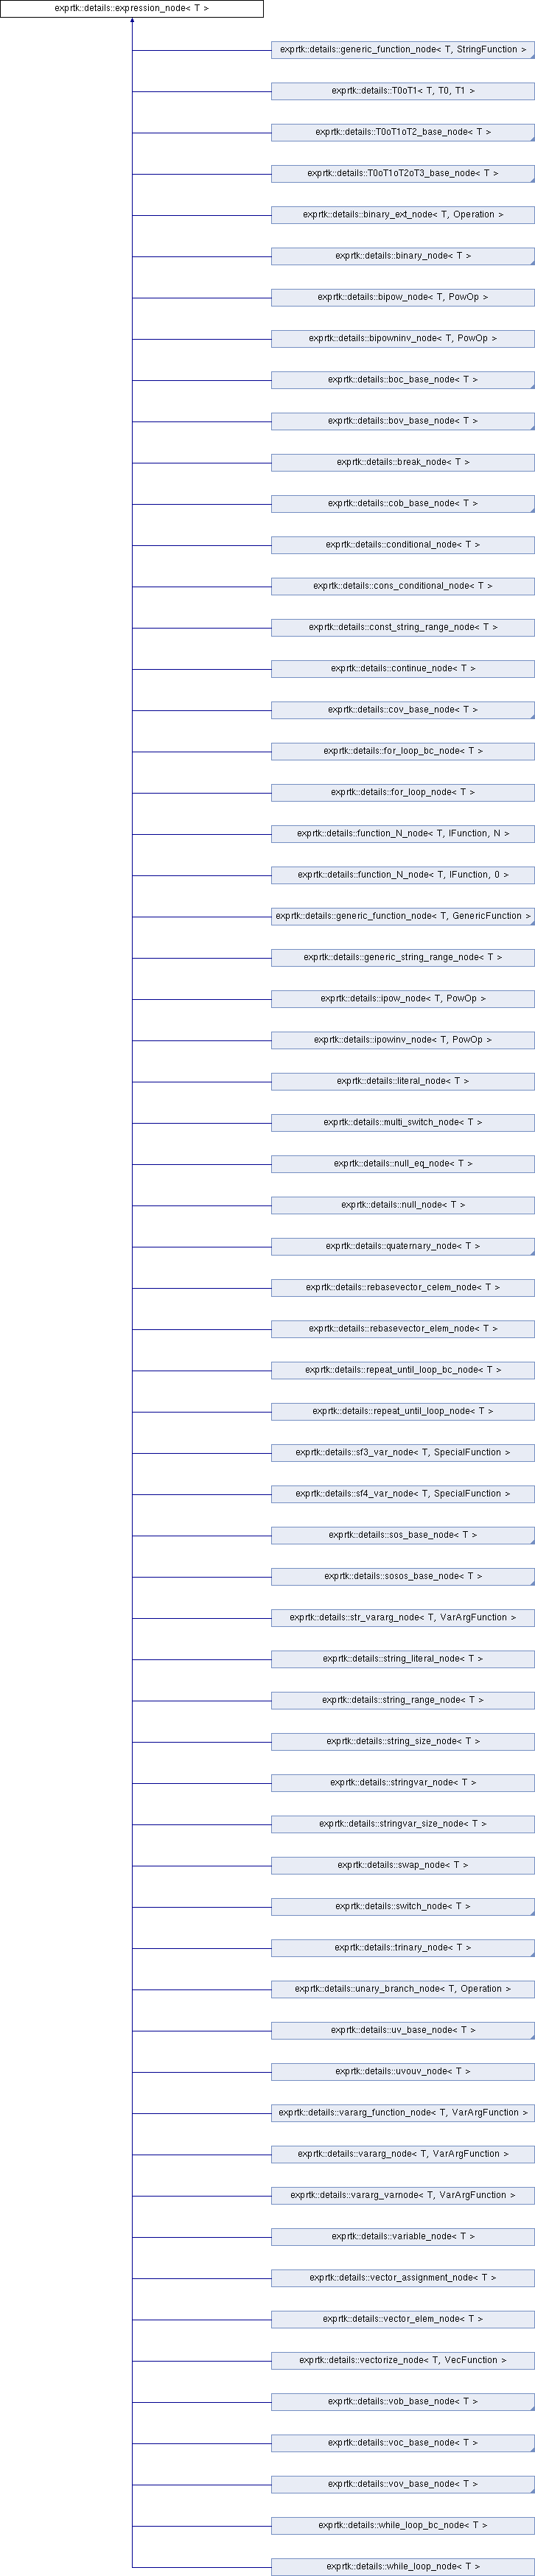 exprtk::details::expression_node< T >
exprtk::details::generic_function_node< T, StringFunction >
exprtk::details::T0oT1< T, T0, T1 >
exprtk::details::T0oT1oT2_base_node< T >
exprtk::details::T0oT1oT2oT3_base_node< T >
exprtk::details::binary_ext_node< T, Operation >
exprtk::details::binary_node< T >
exprtk::details::bipow_node< T, PowOp >
exprtk::details::bipowninv_node< T, PowOp >
exprtk::details::boc_base_node< T >
exprtk::details::bov_base_node< T >
exprtk::details::break_node< T >
exprtk::details::cob_base_node< T >
exprtk::details::conditional_node< T >
exprtk::details::cons_conditional_node< T >
exprtk::details::const_string_range_node< T >
exprtk::details::continue_node< T >
exprtk::details::cov_base_node< T >
exprtk::details::for_loop_bc_node< T >
exprtk::details::for_loop_node< T >
exprtk::details::function_N_node< T, IFunction, N >
exprtk::details::function_N_node< T, IFunction, 0 >
exprtk::details::generic_function_node< T, GenericFunction >
exprtk::details::generic_string_range_node< T >
exprtk::details::ipow_node< T, PowOp >
exprtk::details::ipowinv_node< T, PowOp >
exprtk::details::literal_node< T >
exprtk::details::multi_switch_node< T >
exprtk::details::null_eq_node< T >
exprtk::details::null_node< T >
exprtk::details::quaternary_node< T >
exprtk::details::rebasevector_celem_node< T >
exprtk::details::rebasevector_elem_node< T >
exprtk::details::repeat_until_loop_bc_node< T >
exprtk::details::repeat_until_loop_node< T >
exprtk::details::sf3_var_node< T, SpecialFunction >
exprtk::details::sf4_var_node< T, SpecialFunction >
exprtk::details::sos_base_node< T >
exprtk::details::sosos_base_node< T >
exprtk::details::str_vararg_node< T, VarArgFunction >
exprtk::details::string_literal_node< T >
exprtk::details::string_range_node< T >
exprtk::details::string_size_node< T >
exprtk::details::stringvar_node< T >
exprtk::details::stringvar_size_node< T >
exprtk::details::swap_node< T >
exprtk::details::switch_node< T >
exprtk::details::trinary_node< T >
exprtk::details::unary_branch_node< T, Operation >
exprtk::details::uv_base_node< T >
exprtk::details::uvouv_node< T >
exprtk::details::vararg_function_node< T, VarArgFunction >
exprtk::details::vararg_node< T, VarArgFunction >
exprtk::details::vararg_varnode< T, VarArgFunction >
exprtk::details::variable_node< T >
exprtk::details::vector_assignment_node< T >
exprtk::details::vector_elem_node< T >
exprtk::details::vectorize_node< T, VecFunction >
exprtk::details::vob_base_node< T >
exprtk::details::voc_base_node< T >
exprtk::details::vov_base_node< T >
exprtk::details::while_loop_bc_node< T >
exprtk::details::while_loop_node< T >